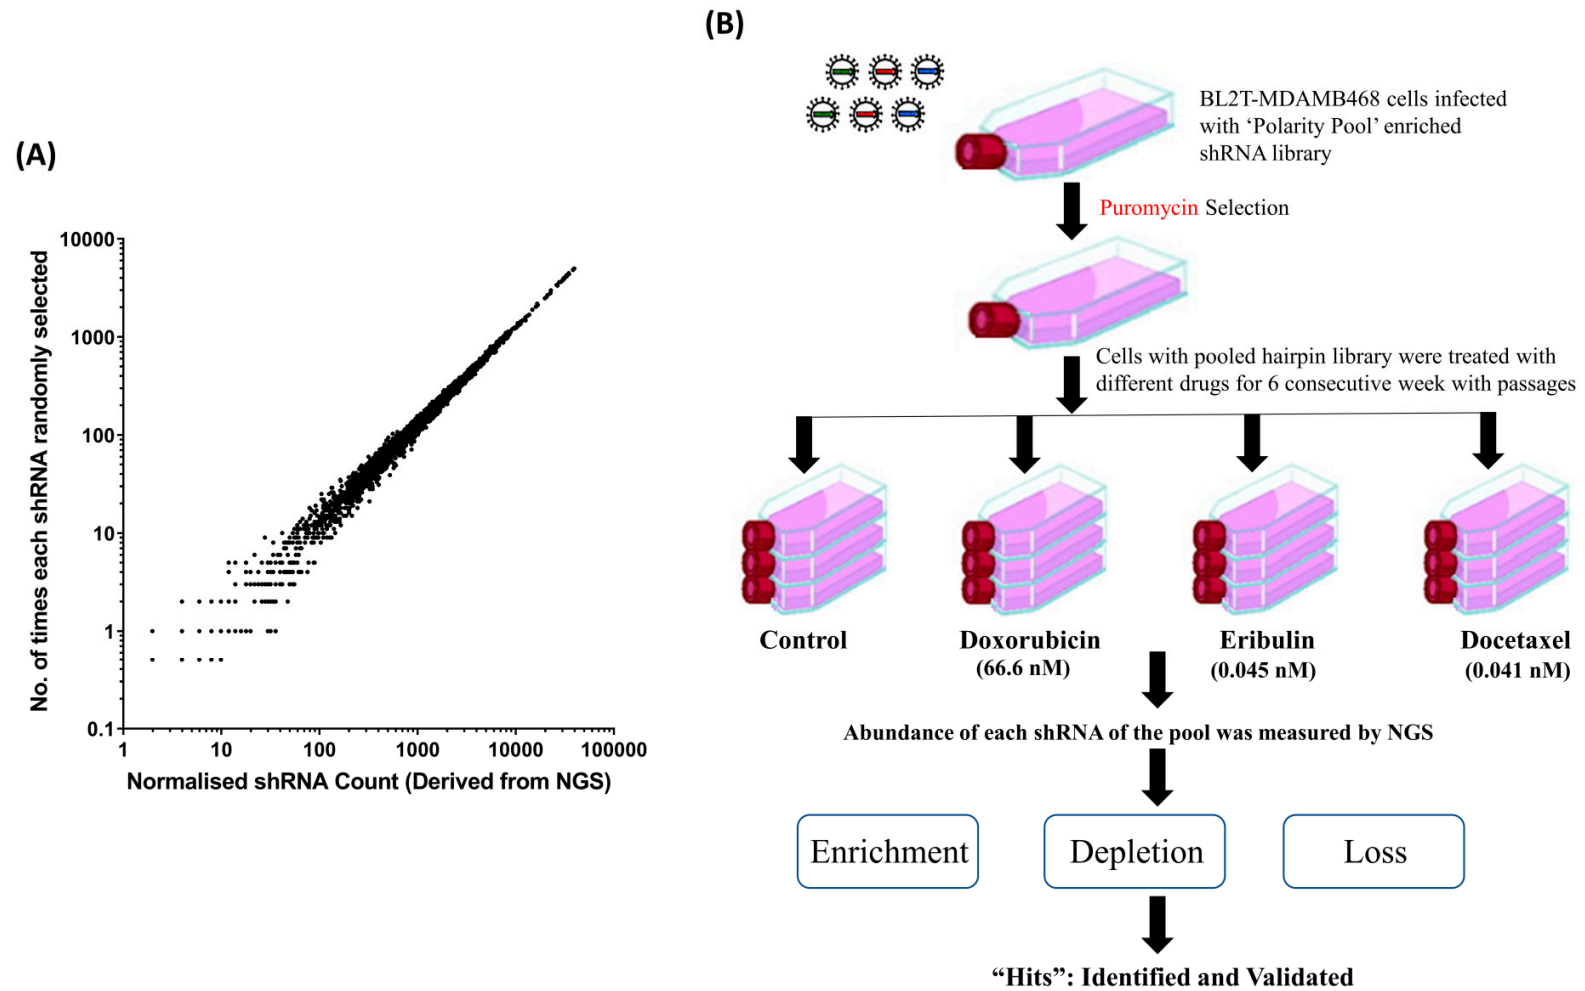 (A)
No. of times each shRNA randomly selected
10000
1000
100
10
1
0.1
1
10
100
1000
10000
100000
Normalised shRNA Count (Derived from NGS)
(B)
BL2T-MDAMB468 cells infected
with ‘Polarity Pool’ enriched
shRNA library
Puromycin Selection
Cells with pooled hairpin library were treated with
different drugs for 6 consecutive week with passages
Control
Doxorubicin
(66.6 nM)
Eribulin
(0.045 nM)
Docetaxel
(0.041 nM)
Abundance of each shRNA of the pool was measured by NGS
Enrichment
Depletion
Loss
“Hits”: Identified and Validated